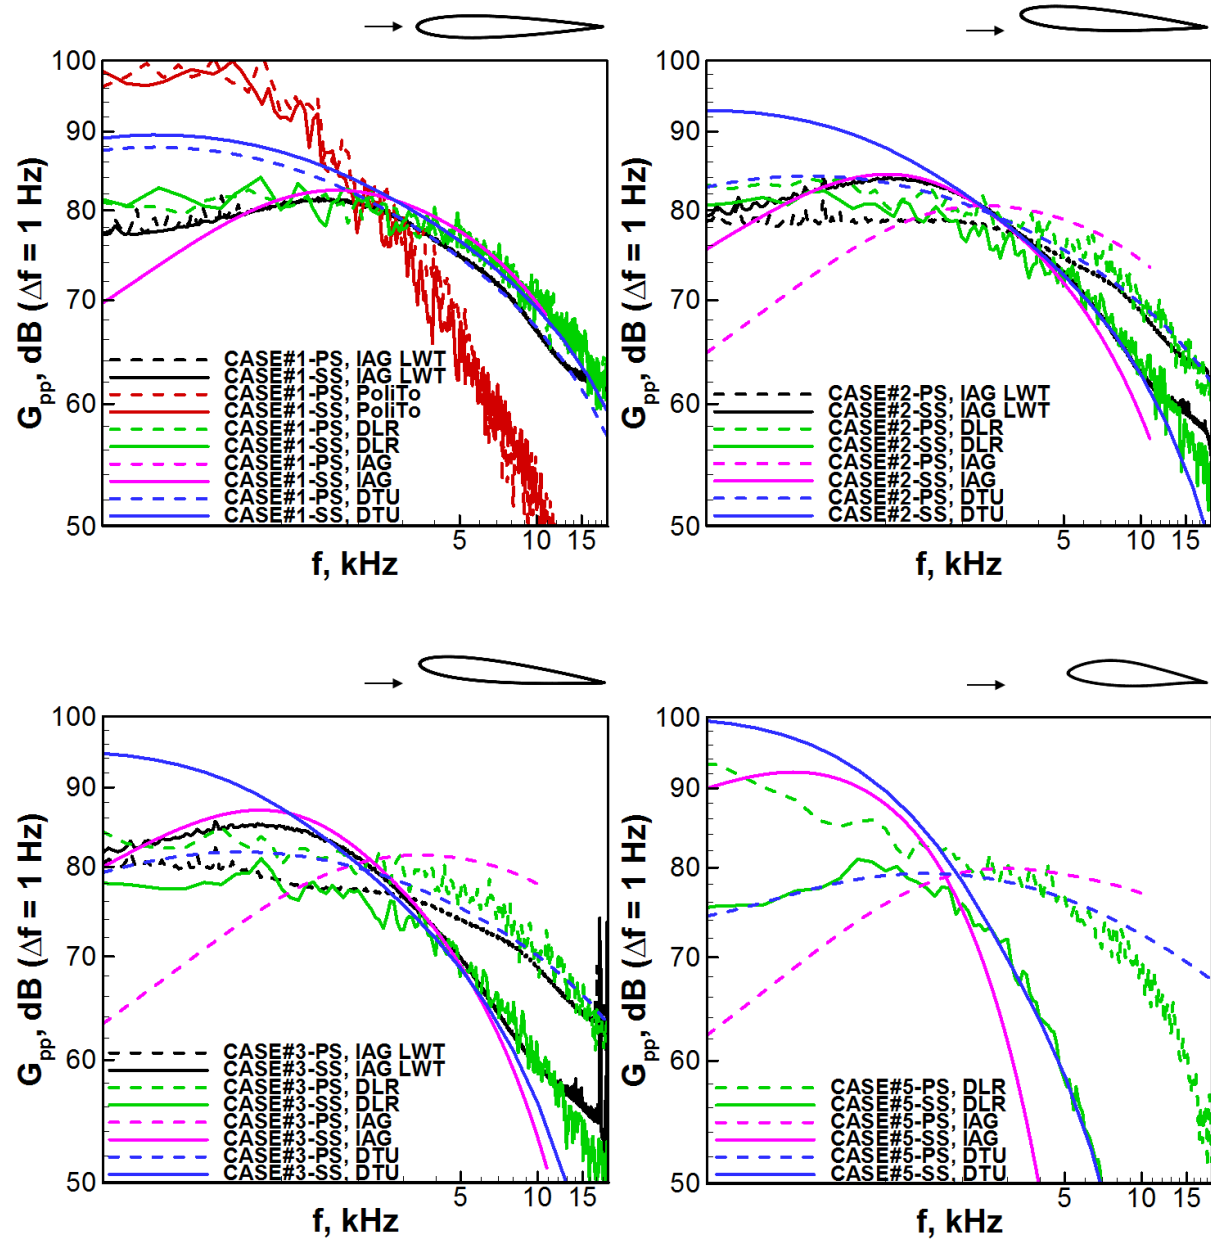 100
90
80
70
60
50
G_pp, dB (Δf = 1 Hz)
CASE#1-PS, IAG LWT
CASE#1-SS, IAG LWT
CASE#1-PS, PoliTo
CASE#1-SS, PoliTo
CASE#1-PS, DLR
CASE#1-SS, DLR
CASE#1-PS, IAG
CASE#1-SS, IAG
CASE#1-PS, DTU
CASE#1-SS, DTU
5 10 15
f, kHz
100
90
80
70
60
50
G_pp, dB (Δf = 1 Hz)
CASE#2-PS, IAG LWT
CASE#2-SS, IAG LWT
CASE#2-PS, DLR
CASE#2-SS, DLR
CASE#2-PS, IAG
CASE#2-SS, IAG
CASE#2-PS, DTU
CASE#2-SS, DTU
5 10 15
f, kHz
100
90
80
70
60
50
G_pp, dB (Δf = 1 Hz)
CASE#3-PS, IAG LWT
CASE#3-SS, IAG LWT
CASE#3-PS, DLR
CASE#3-SS, DLR
CASE#3-PS, IAG
CASE#3-SS, IAG
CASE#3-PS, DTU
CASE#3-SS, DTU
5 10 15
f, kHz
100
90
80
70
60
50
G_pp, dB (Δf = 1 Hz)
CASE#5-PS, DLR
CASE#5-SS, DLR
CASE#5-PS, IAG
CASE#5-SS, IAG
CASE#5-PS, DTU
CASE#5-SS, DTU
5 10 15
f, kHz